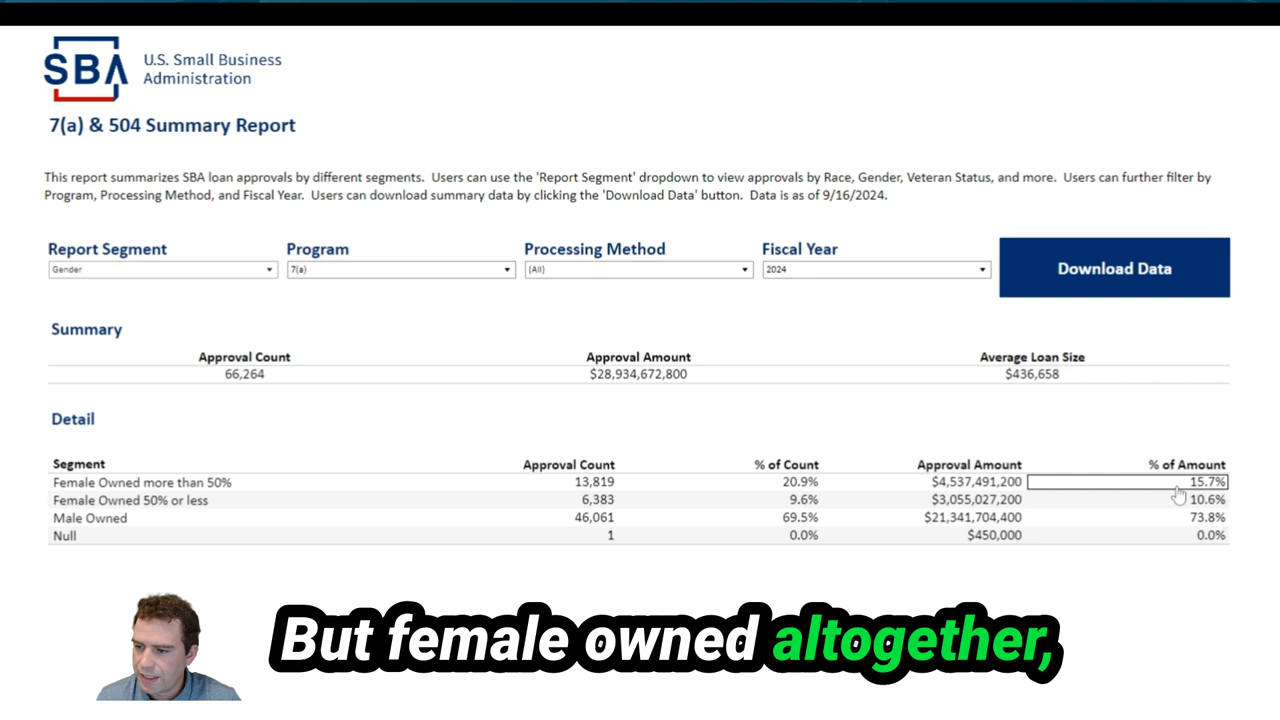 SBA U.S. Small Business
Administration
7(a) & 504 Summary Report
This report summarizes SBA loan approvals by different segments. Users can use the 'Report Segment' dropdown to view approvals by Race, Gender, Veteran Status, and more. Users can further filter by
Program, Processing Method, and Fiscal Year. Users can download summary data by clicking the 'Download Data' button. Data is as of 9/16/2024.
Report Segment Program Processing Method Fiscal Year
Gender 7(a) (All) 2024 Download Data
Summary
Approval Count Approval Amount Average Loan Size
66,264 $28,934,672,800 $436,658
Detail
Segment Approval Count % of Count Approval Amount % of Amount
Female Owned more than 50% 13,819 20.9% $4,537,491,200 15.7%
Female Owned 50% or less 6,383 9.6% $3,055,027,200 10.6%
Male Owned 46,061 69.5% $21,341,704,400 73.8%
Null 1 0.0% $450,000 0.0%
But female owned altogether,